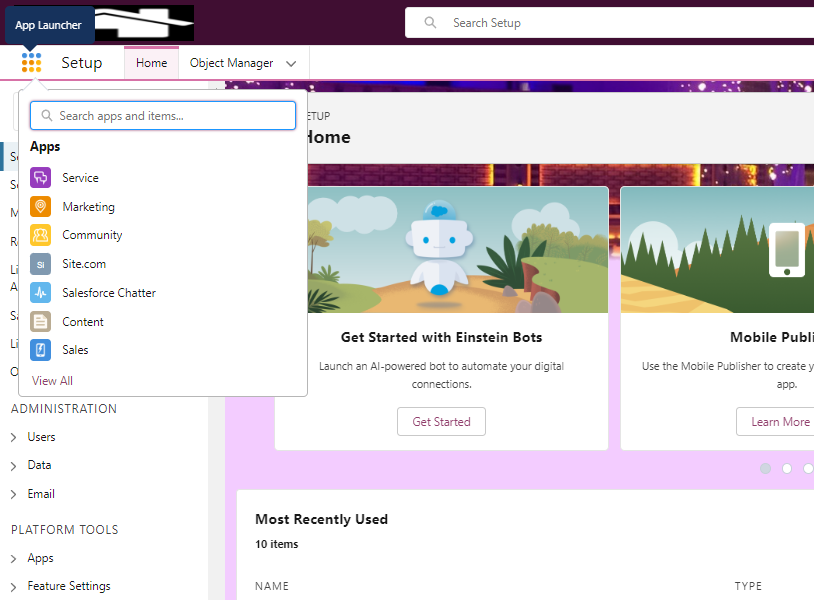 App Launcher
Search Setup
Setup
Home
Object Manager
Search apps and items...
Apps
Service
Marketing
Community
Site.com
Salesforce Chatter
Content
Sales
View All
ETUP
Home
Get Started with Einstein Bots
Launch an AI-powered bot to automate your digital
connections.
Get Started
Mobile Publi
Use the Mobile Publisher to create y
app.
Learn More
ADMINISTRATION
Users
Data
Email
PLATFORM TOOLS
Apps
Feature Settings
Most Recently Used
10 items
NAME
TYPE